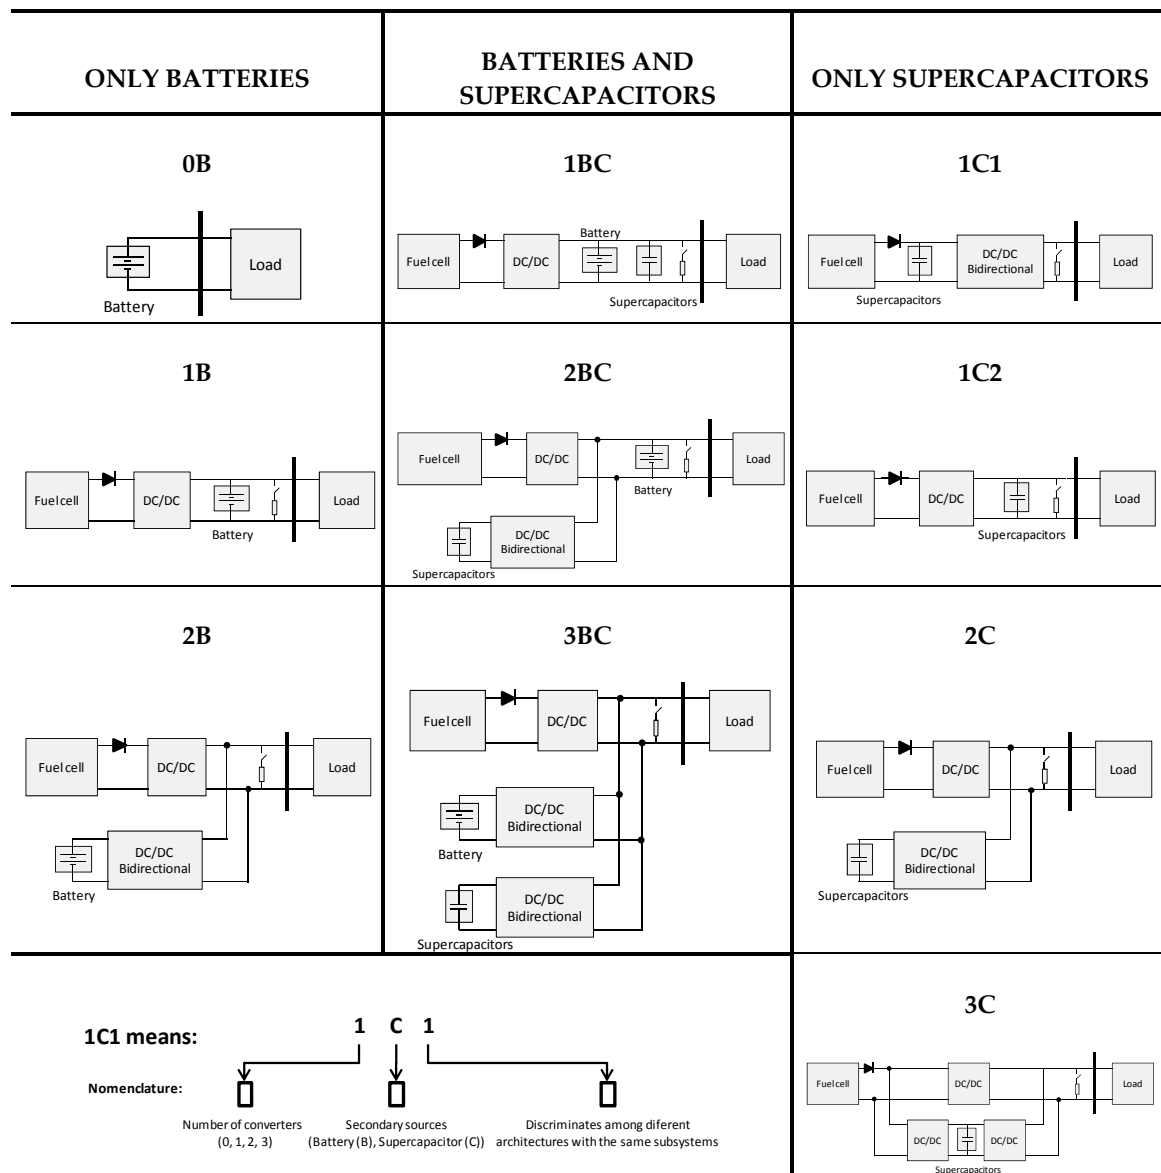 ONLY BATTERIES
BATTERIES AND
SUPERCAPACITORS
ONLY SUPERCAPACITORS
0B
Load
Battery
1BC
Battery
Fuel cell
DC/DC
Load
Supercapacitors
1C1
Fuel cell
DC/DC
Bidirectional
Load
Supercapacitors
1B
Fuel cell
DC/DC
Load
Battery
2BC
Fuel cell
DC/DC
Load
Battery
DC/DC
Bidirectional
Supercapacitors
1C2
Fuel cell
DC/DC
Load
Supercapacitors
2B
Fuel cell
DC/DC
Load
DC/DC
Bidirectional
Battery
3BC
Fuel cell
DC/DC
Load
DC/DC
Bidirectional
Battery
DC/DC
Bidirectional
Supercapacitors
2C
Fuel cell
DC/DC
Load
DC/DC
Bidirectional
Supercapacitors
1C1 means:
1 C 1
Nomenclature:
Number of converters
(0, 1, 2, 3)
Secondary sources
(Battery (B), Supercapacitor (C))
Discriminates among diferent
architectures with the same subsystems
3C
Fuel cell
DC/DC
Load
DC/DC
DC/DC
Supercapacitors